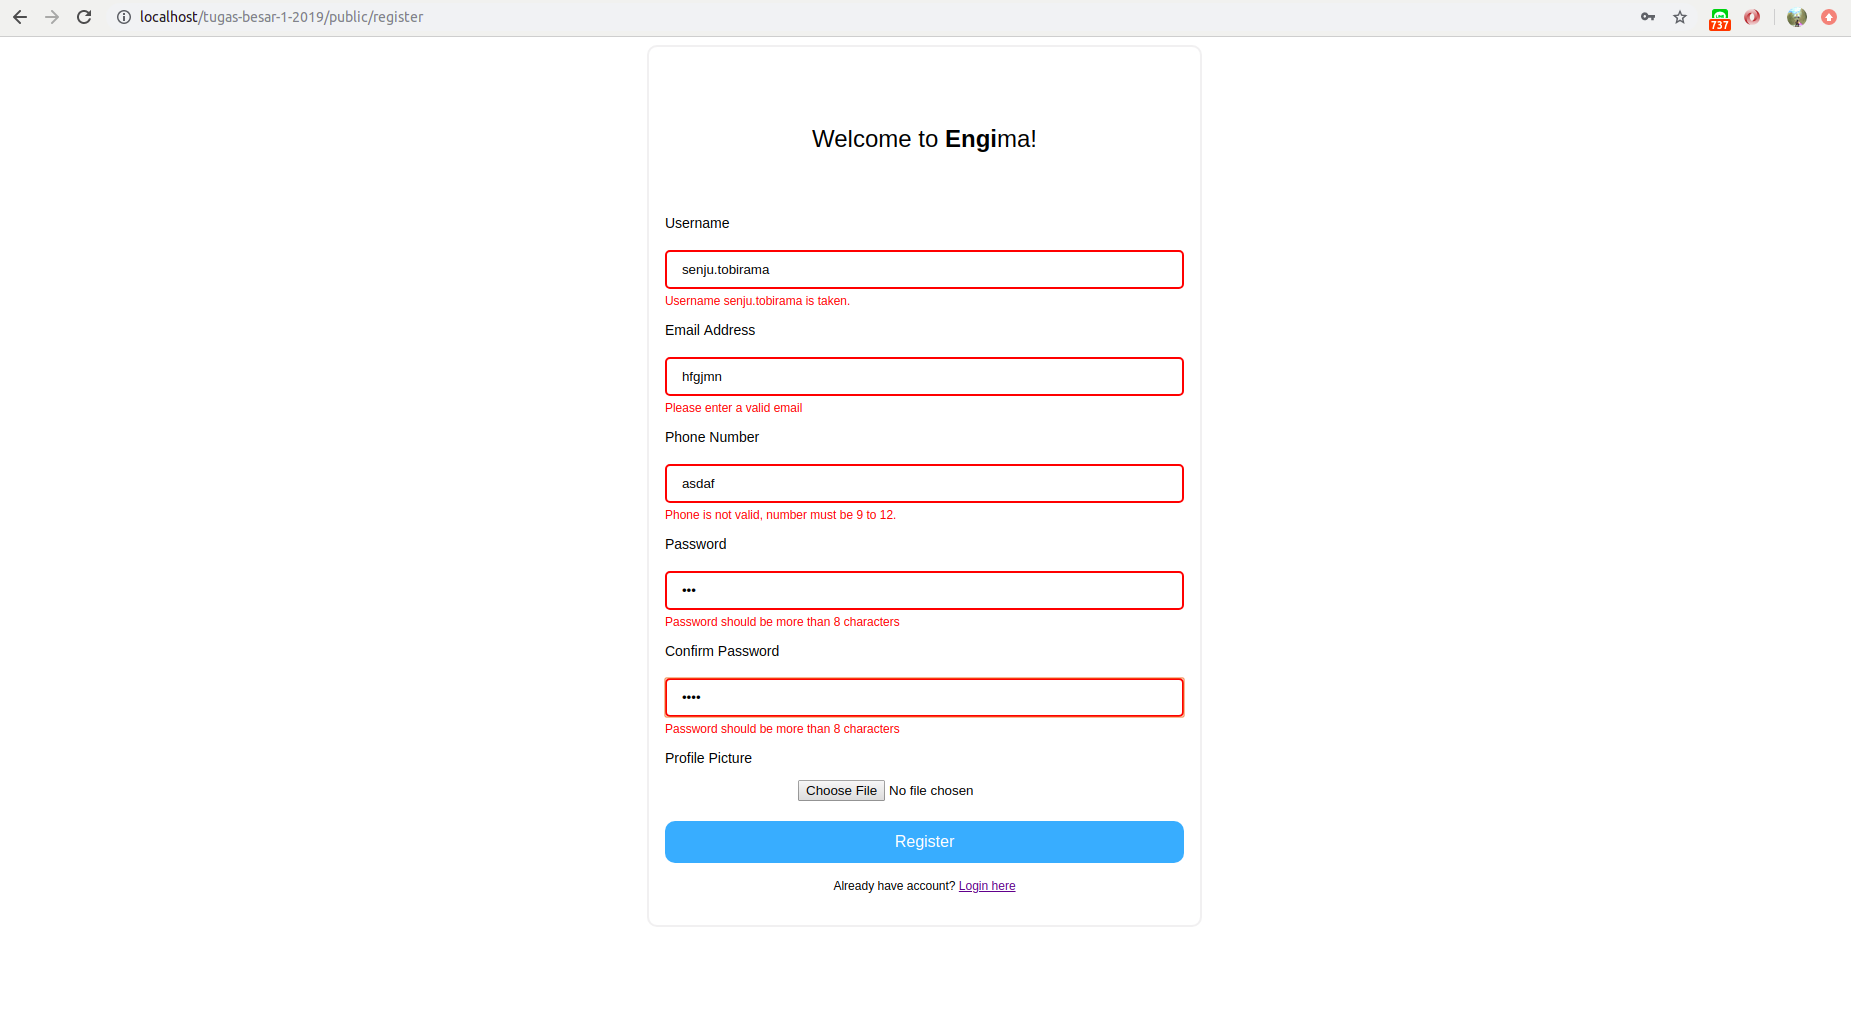 localhost/tugas-besar-1-2019/public/register
737
Welcome to Engima!
Username
senju.tobirama
Username senju.tobirama is taken.
Email Address
hfgjmn
Please enter a valid email
Phone Number
asdaf
Phone is not valid, number must be 9 to 12.
Password
•••
Password should be more than 8 characters
Confirm Password
••••
Password should be more than 8 characters
Profile Picture
Choose File No file chosen
Register
Already have account? Login here